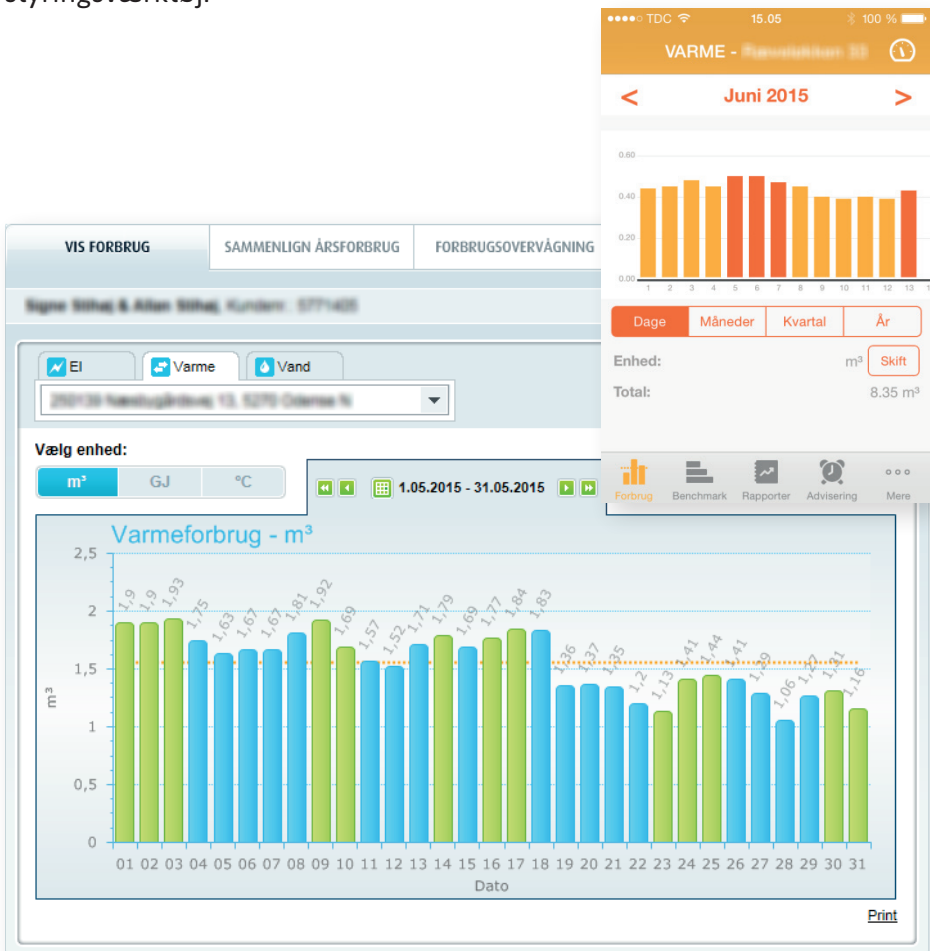 styringsværktøj.
TDC 15.05 100 %
VARME -
< Juni 2015 >
0.60
0.40
0.20
0.00
1 2 3 4 5 6 7 8 9 10 11 12 13
Dage Måneder Kvartal År
Enhed: m³ Skift
Total: 8.35 m³
Forbrug Benchmark Rapporter Advisering Mere
VIS FORBRUG SAMMENLIGN ÅRSFORBRUG FORBRUGSOVERVÅGNING
El Varme Vand
Vælg enhed:
m³ GJ °C
1.05.2015 - 31.05.2015
Varmeforbrug - m³
2,5
2
1,5
1
0,5
0
m³
1,9 1,9 1,93 1,75 1,63 1,67 1,67 1,81 1,92 1,69 1,57 1,52 1,71 1,79 1,69 1,77 1,84 1,83 1,36 1,37 1,35 1,2 1,13 1,41 1,44 1,41 1,29 1,06 1,27 1,31 1,16
01 02 03 04 05 06 07 08 09 10 11 12 13 14 15 16 17 18 19 20 21 22 23 24 25 26 27 28 29 30 31
Dato
Print